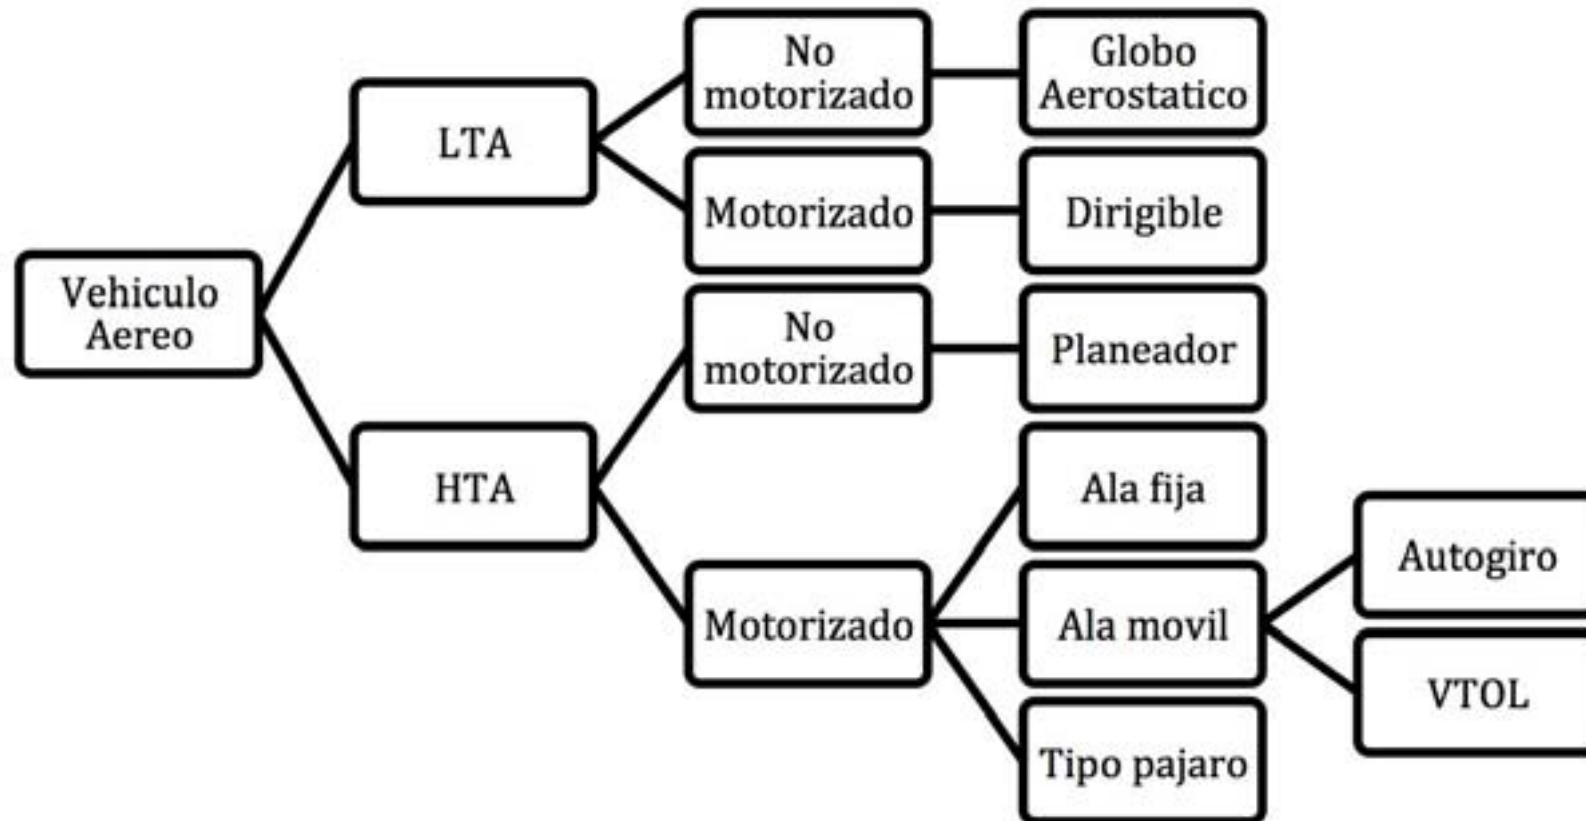 No
motorizado
Globo
Aerostatico
LTA
Motorizado
Dirigible
Vehiculo
Aereo
No
motorizado
Planeador
HTA
Ala fija
Motorizado
Ala movil
Autogiro
VTOL
Tipo pajaro